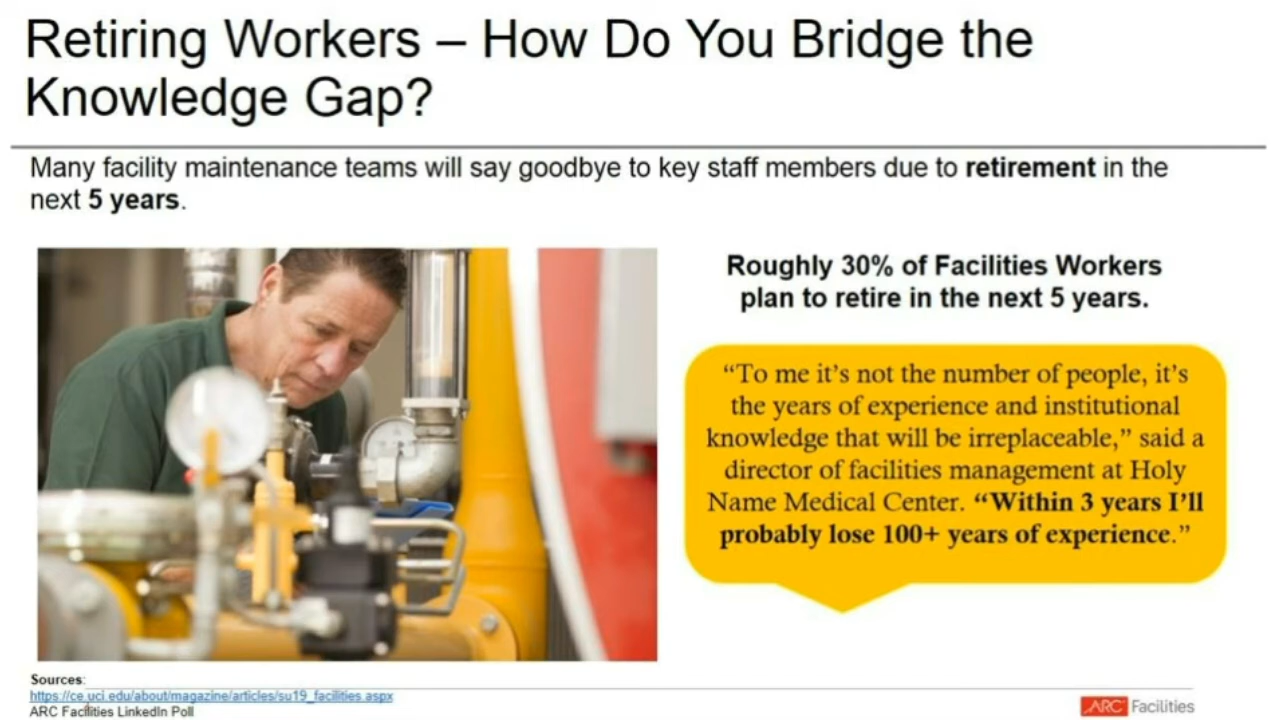 Retiring Workers – How Do You Bridge the
Knowledge Gap?
Many facility maintenance teams will say goodbye to key staff members due to retirement in the
next 5 years.
Roughly 30% of Facilities Workers
plan to retire in the next 5 years.
“To me it’s not the number of people, it’s
the years of experience and institutional
knowledge that will be irreplaceable,” said a
director of facilities management at Holy
Name Medical Center. “Within 3 years I’ll
probably lose 100+ years of experience.”
Sources:
https://ce.uci.edu/about/magazine/articles/su19_facilities.aspx
ARC Facilities LinkedIn Poll
ARC Facilities